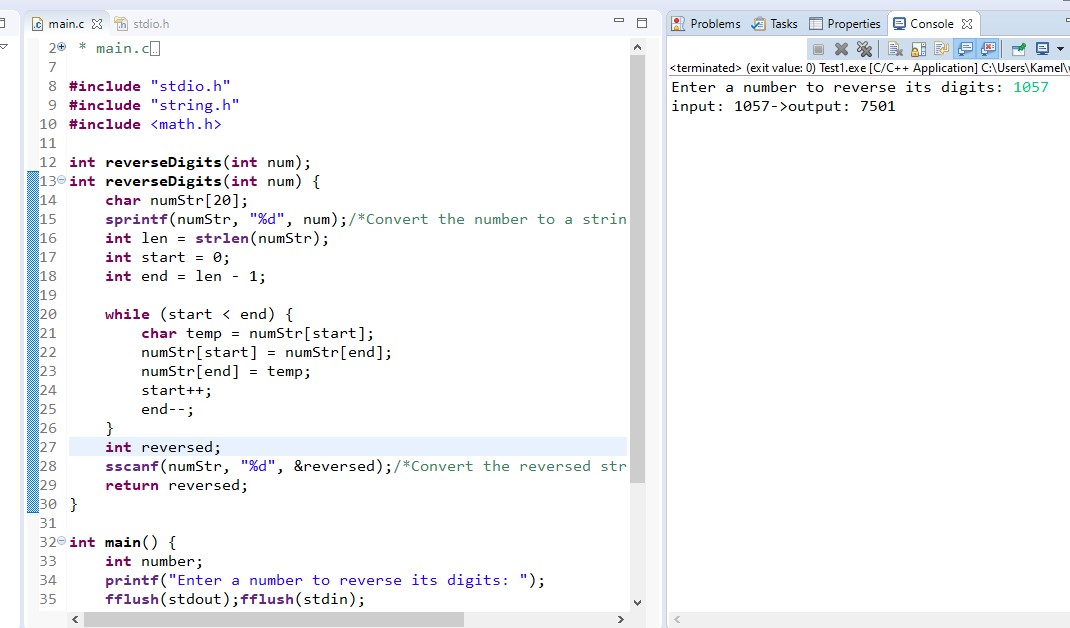 main.c
stdio.h
2 * main.c
7
8 #include "stdio.h"
9 #include "string.h"
10 #include <math.h>
11
12 int reverseDigits(int num);
13 int reverseDigits(int num) {
14 char numStr[20];
15 sprintf(numStr, "%d", num);/*Convert the number to a strin
16 int len = strlen(numStr);
17 int start = 0;
18 int end = len - 1;
19
20 while (start < end) {
21 char temp = numStr[start];
22 numStr[start] = numStr[end];
23 numStr[end] = temp;
24 start++;
25 end--;
26 }
27 int reversed;
28 sscanf(numStr, "%d", &reversed);/*Convert the reversed str
29 return reversed;
30 }
31
32 int main() {
33 int number;
34 printf("Enter a number to reverse its digits: ");
35 fflush(stdout);fflush(stdin);
Problems Tasks Properties Console
<terminated> (exit value: 0) Test1.exe [C/C++ Application] C:\Users\Kamel\
Enter a number to reverse its digits: 1057
input: 1057->output: 7501